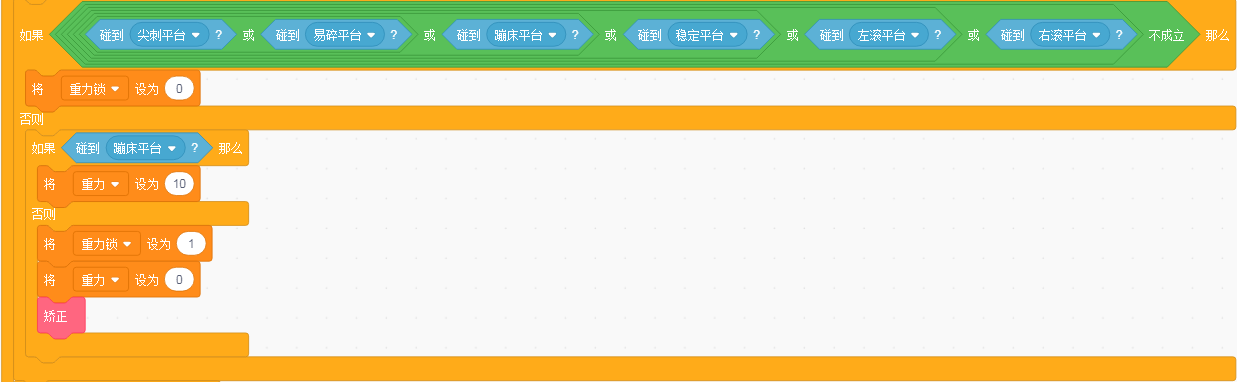 如果 碰到 尖刺平台 ? 或 碰到 易碎平台 ? 或 碰到 蹦床平台 ? 或 碰到 稳定平台 ? 或 碰到 左滚平台 ? 或 碰到 右滚平台 ? 不成立 那么
将 重力锁 设为 0
否则
如果 碰到 蹦床平台 ? 那么
将 重力 设为 10
否则
将 重力锁 设为 1
将 重力 设为 0
矫正